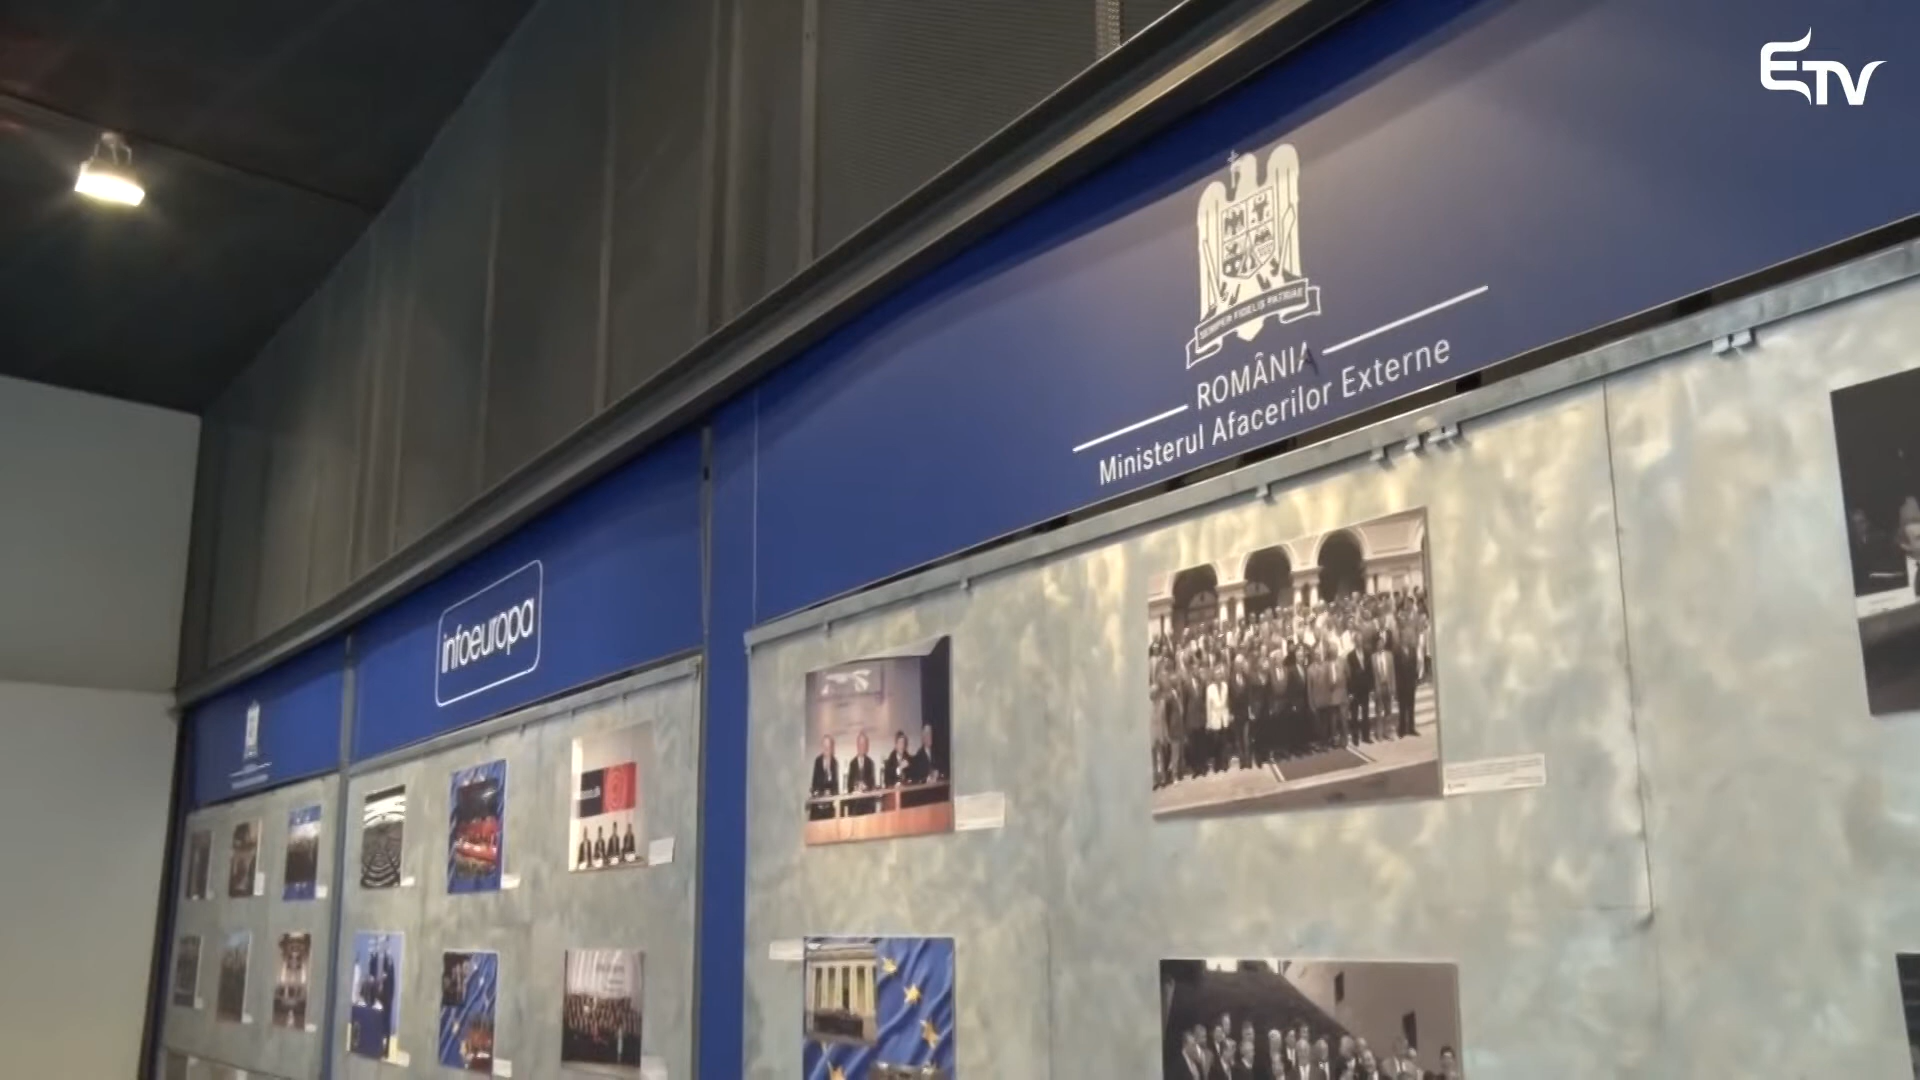 ETV
SEMPER FIDELIS PATRIAE
ROMÂNIA
Ministerul Afacerilor Externe
infoeuropa